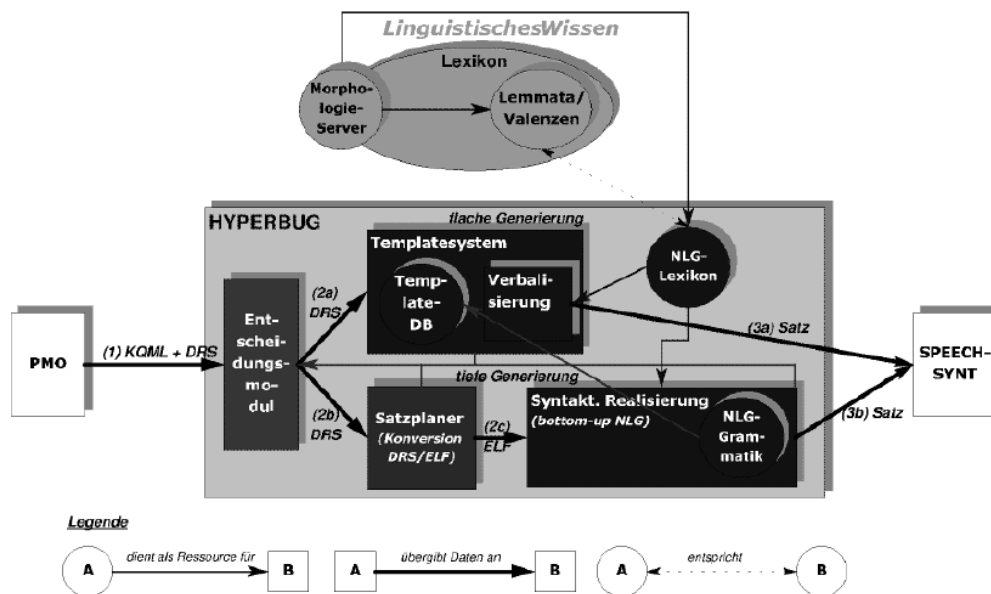 LinguistischesWissen
Lexikon
Morpho-
logie-
Server
Lemmata/
Valenzen
HYPERBUG
flache Generierung
Templatesystem
Temp-
late-
DB
Verbali-
sierung
NLG-
Lexikon
(2a)
DRS
Ent-
schei-
dungs-
mo-
dul
PMO
(1) KQML + DRS
(3a) Satz
SPEECH-
SYNT
tiefe Generierung
(2b)
DRS
Satzplaner
(Konversion
DRS/ELF)
(2c)
ELF
Syntakt. Realisierung
(bottom-up NLG)
NLG-
Gram-
matik
(3b) Satz
Legende
A dient als Ressource für B
A übergibt Daten an B
A entspricht B